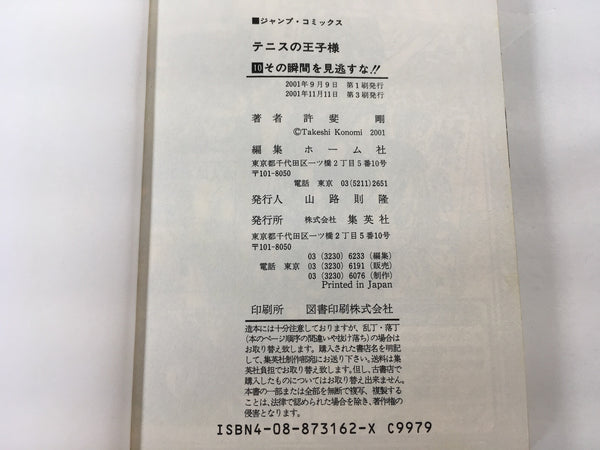 ■ジャンプ・コミックス
テニスの王子様
10その瞬間を見逃すな!!
2001年9月9日 第1刷発行
2001年11月11日 第3刷発行
著者 許斐 剛
©Takeshi Konomi 2001
編集 ホーム社
東京都千代田区一ツ橋2丁目5番10号
〒101-8050
電話 東京 03(5211)2651
発行人 山路則隆
発行所 株式会社 集英社
東京都千代田区一ツ橋2丁目5番10号
〒101-8050
03(3230)6233(編集)
電話 東京 03(3230)6191(販売)
03(3230)6076(制作)
Printed in Japan
印刷所 図書印刷株式会社
造本には十分注意しておりますが、乱丁・落丁
(本のページ順序の間違いや抜け落ち)の場合は
お取り替え致します。購入された書店名を明記
して、集英社制作部宛にお送り下さい。送料は集
英社負担でお取り替え致します。但し、古書店で
購入したものについてはお取り替え出来ません。
本書の一部または全部を無断で複写、複製する
ことは、法律で認められた場合を除き、著作権の
侵害となります。
ISBN4-08-873162-X C9979